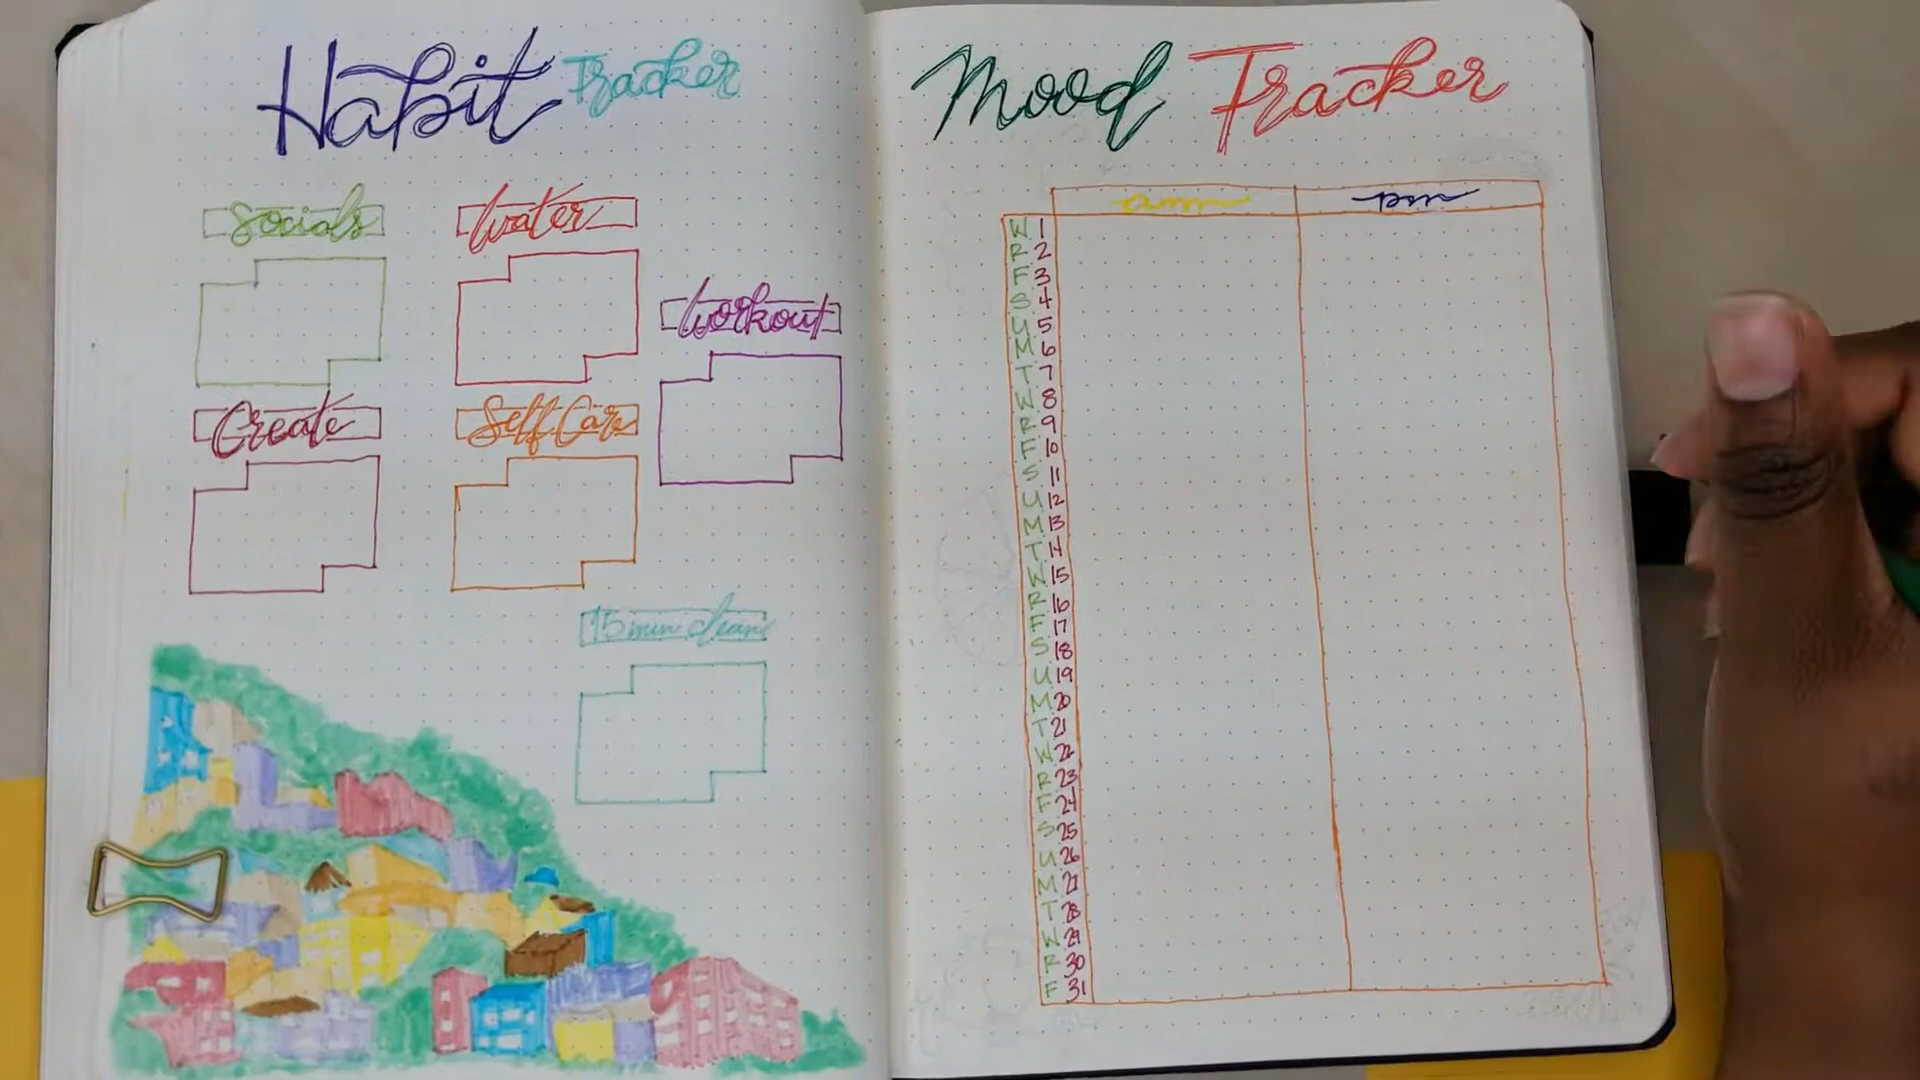 Habit Tracker
Socials
Water
Workout
Create
Self Care
15 min clean
Mood Tracker
am pm
W 1
R 2
F 3
S 4
U 5
M 6
T 7
W 8
R 9
F 10
S 11
U 12
M 13
T 14
W 15
R 16
F 17
S 18
U 19
M 20
T 21
W 22
R 23
F 24
S 25
U 26
M 27
T 28
W 29
R 30
F 31